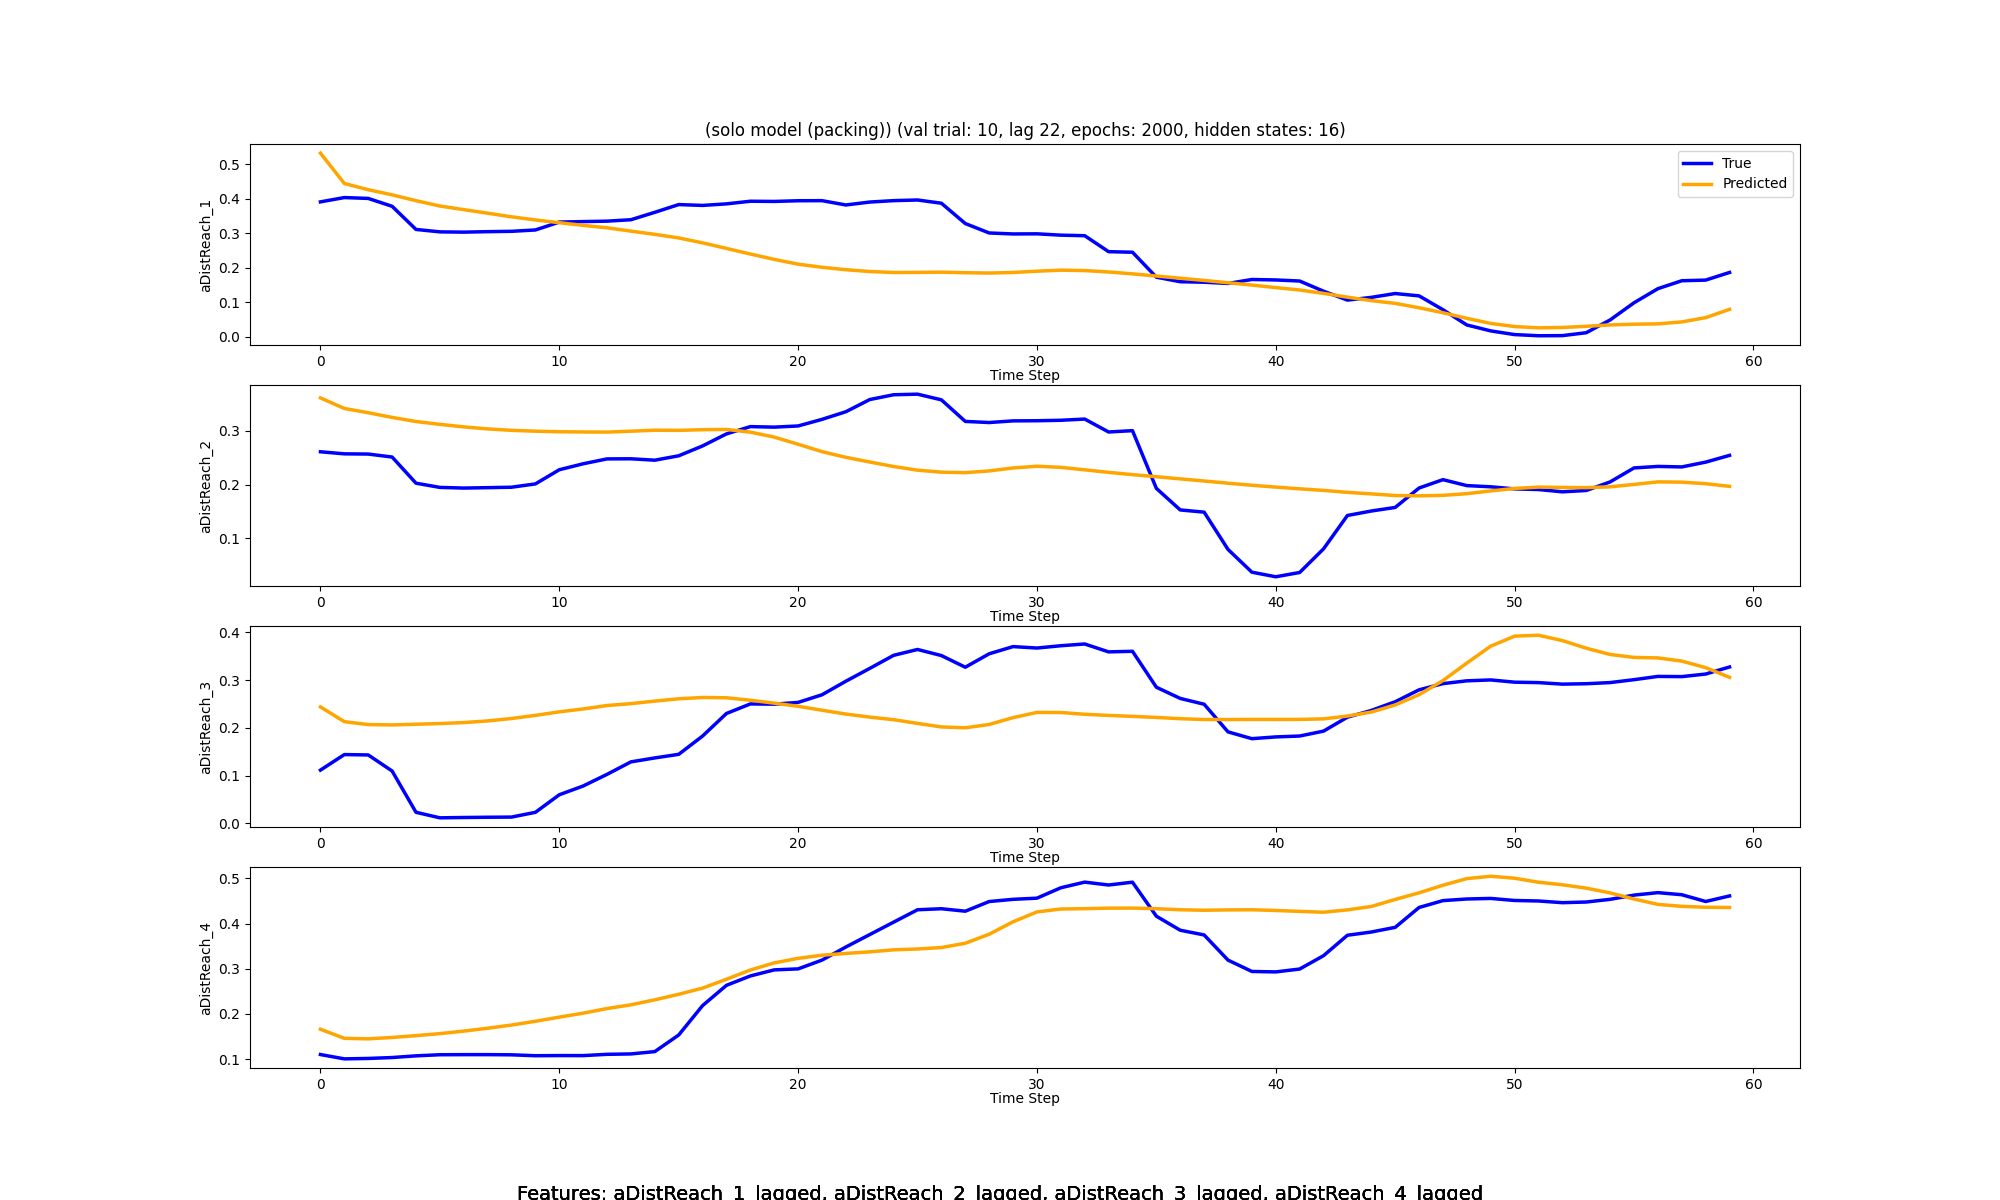 (solo model (packing)) (val trial: 10, lag 22, epochs: 2000, hidden states: 16)
True
Predicted
aDistReach_1
0.5
0.4
0.3
0.2
0.1
0.0
0 10 20 30 40 50 60
Time Step
aDistReach_2
0.3
0.2
0.1
0 10 20 30 40 50 60
Time Step
aDistReach_3
0.4
0.3
0.2
0.1
0.0
0 10 20 30 40 50 60
Time Step
aDistReach_4
0.5
0.4
0.3
0.2
0.1
0 10 20 30 40 50 60
Time Step
Features: aDistReach_1_lagged, aDistReach_2_lagged, aDistReach_3_lagged, aDistReach_4_lagged